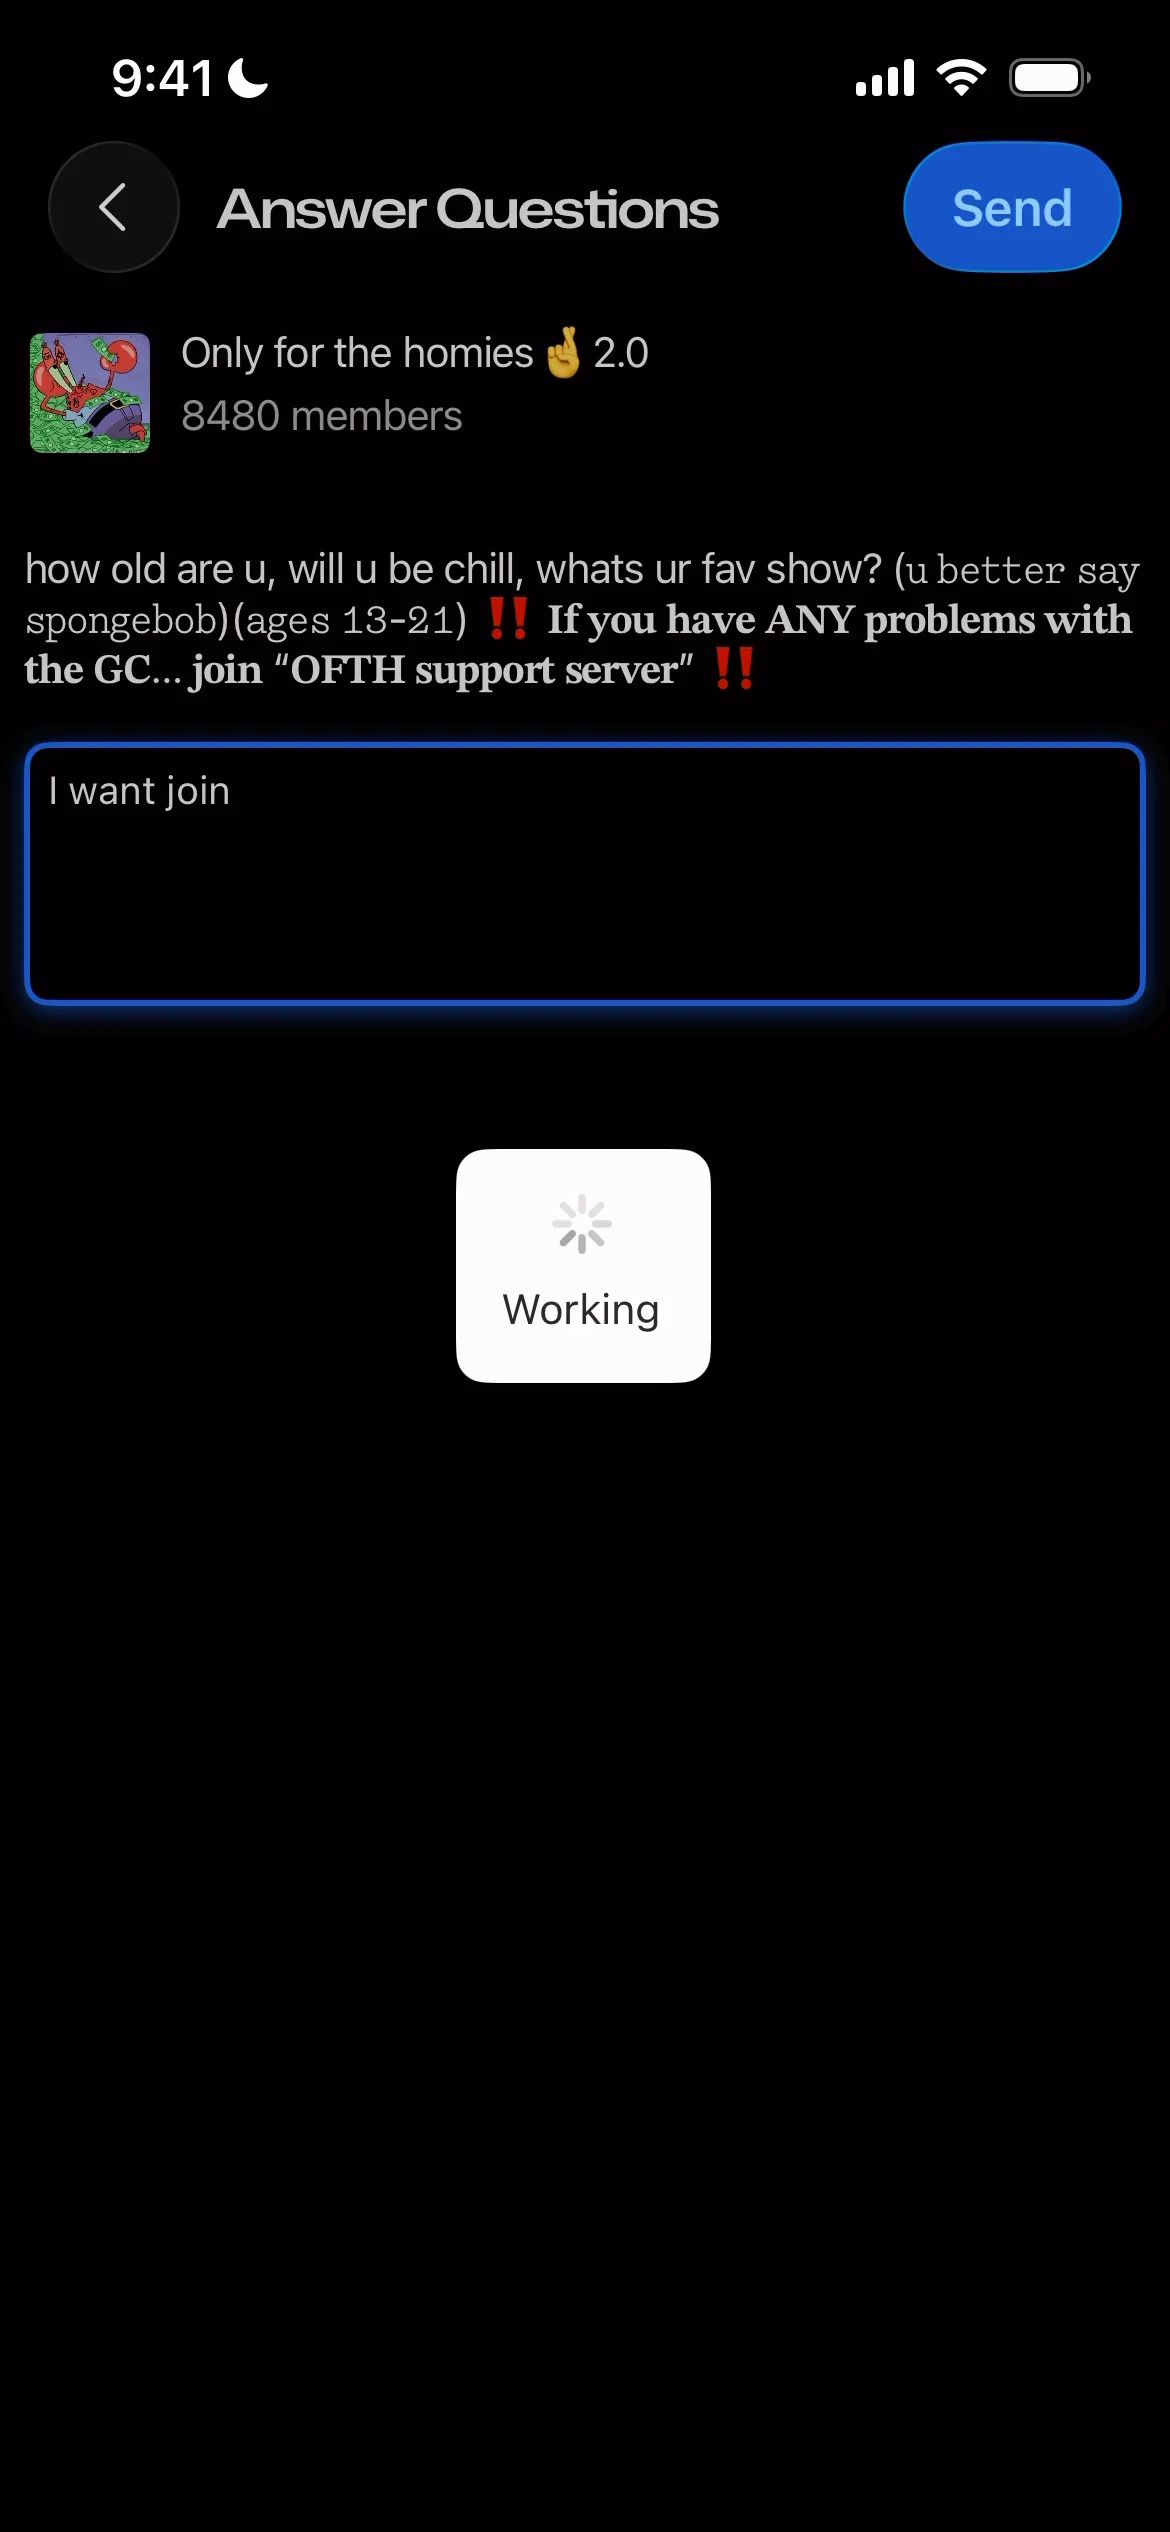 9:41
Answer Questions
Send
Only for the homies🤞2.0
8480 members
how old are u, will u be chill, whats ur fav show? (u better say
spongebob)(ages 13-21) ‼️ If you have ANY problems with
the GC... join “OFTH support server” ‼️
I want join
Working